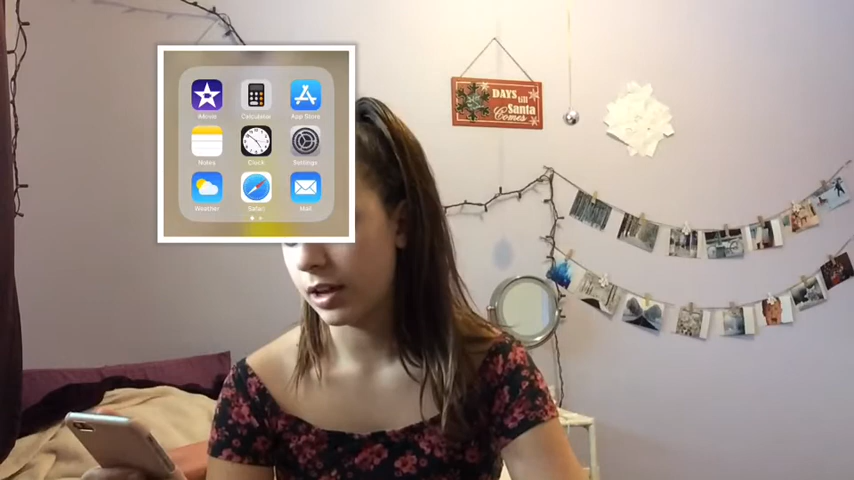 iMovie Calculator App Store
Notes Clock Settings
Weather Safari Mail
DAYS
till
Santa
Comes